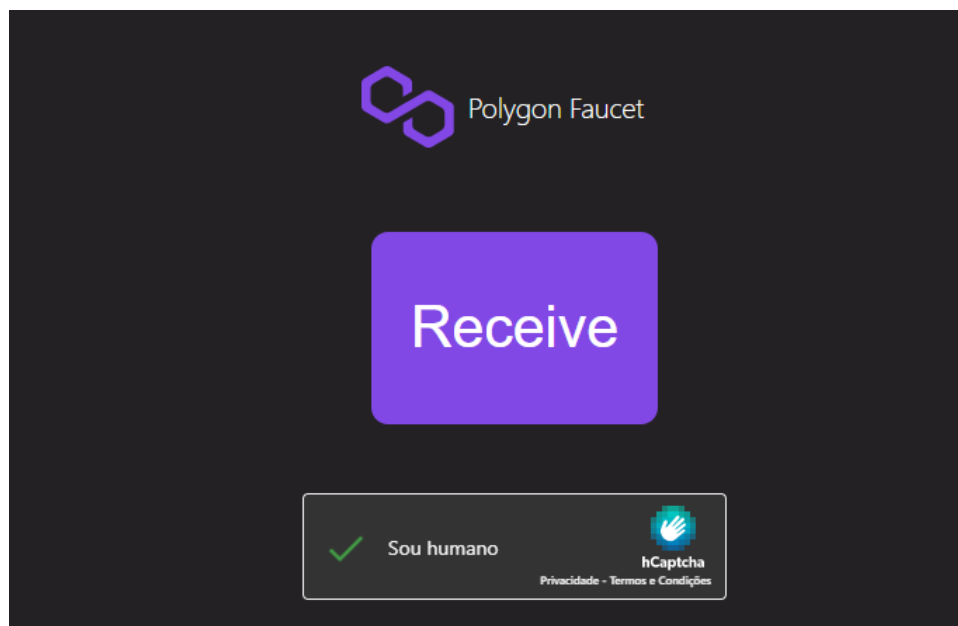 Polygon Faucet
Receive
Sou humano
hCaptcha
Privacidade - Termos e Condições